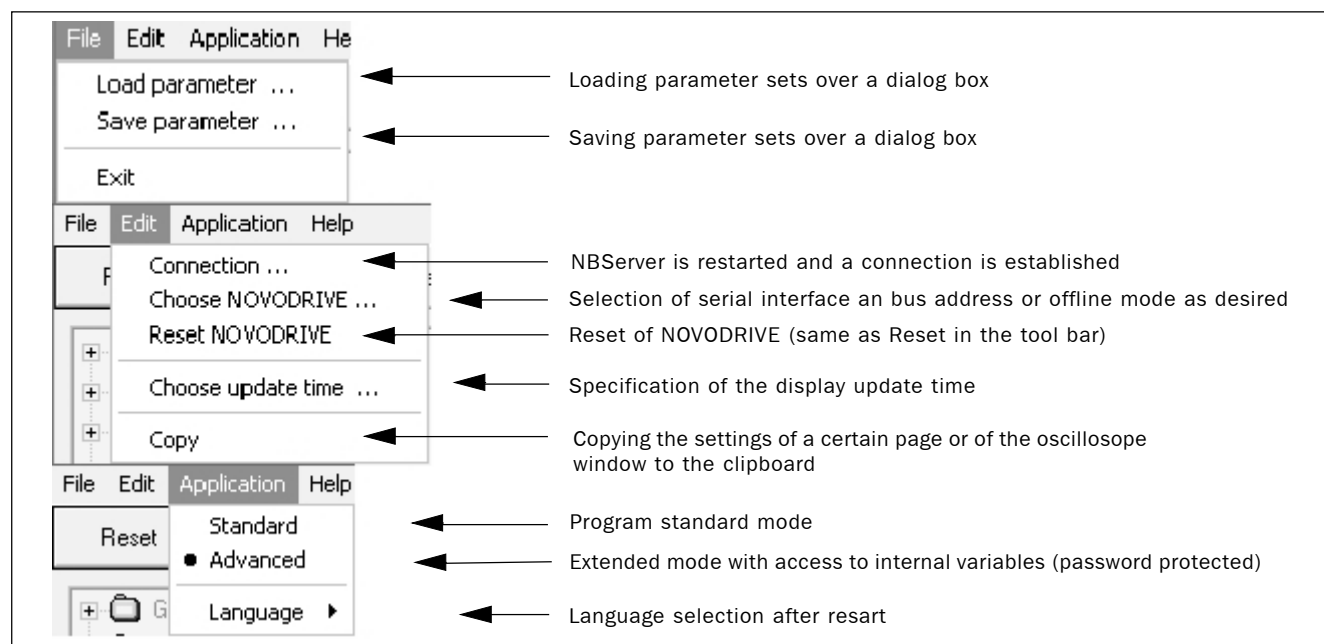 File Edit Application He
Load parameter ... Loading parameter sets over a dialog box
Save parameter ... Saving parameter sets over a dialog box
Exit
File Edit Application Help
Connection ... NBServer is restarted and a connection is established
Choose NOVODRIVE ... Selection of serial interface an bus address or offline mode as desired
Reset NOVODRIVE Reset of NOVODRIVE (same as Reset in the tool bar)
Choose update time ... Specification of the display update time
Copy Copying the settings of a certain page or of the oscillosope
window to the clipboard
File Edit Application Help
Reset Standard Program standard mode
Advanced Extended mode with access to internal variables (password protected)
G Language Language selection after resart